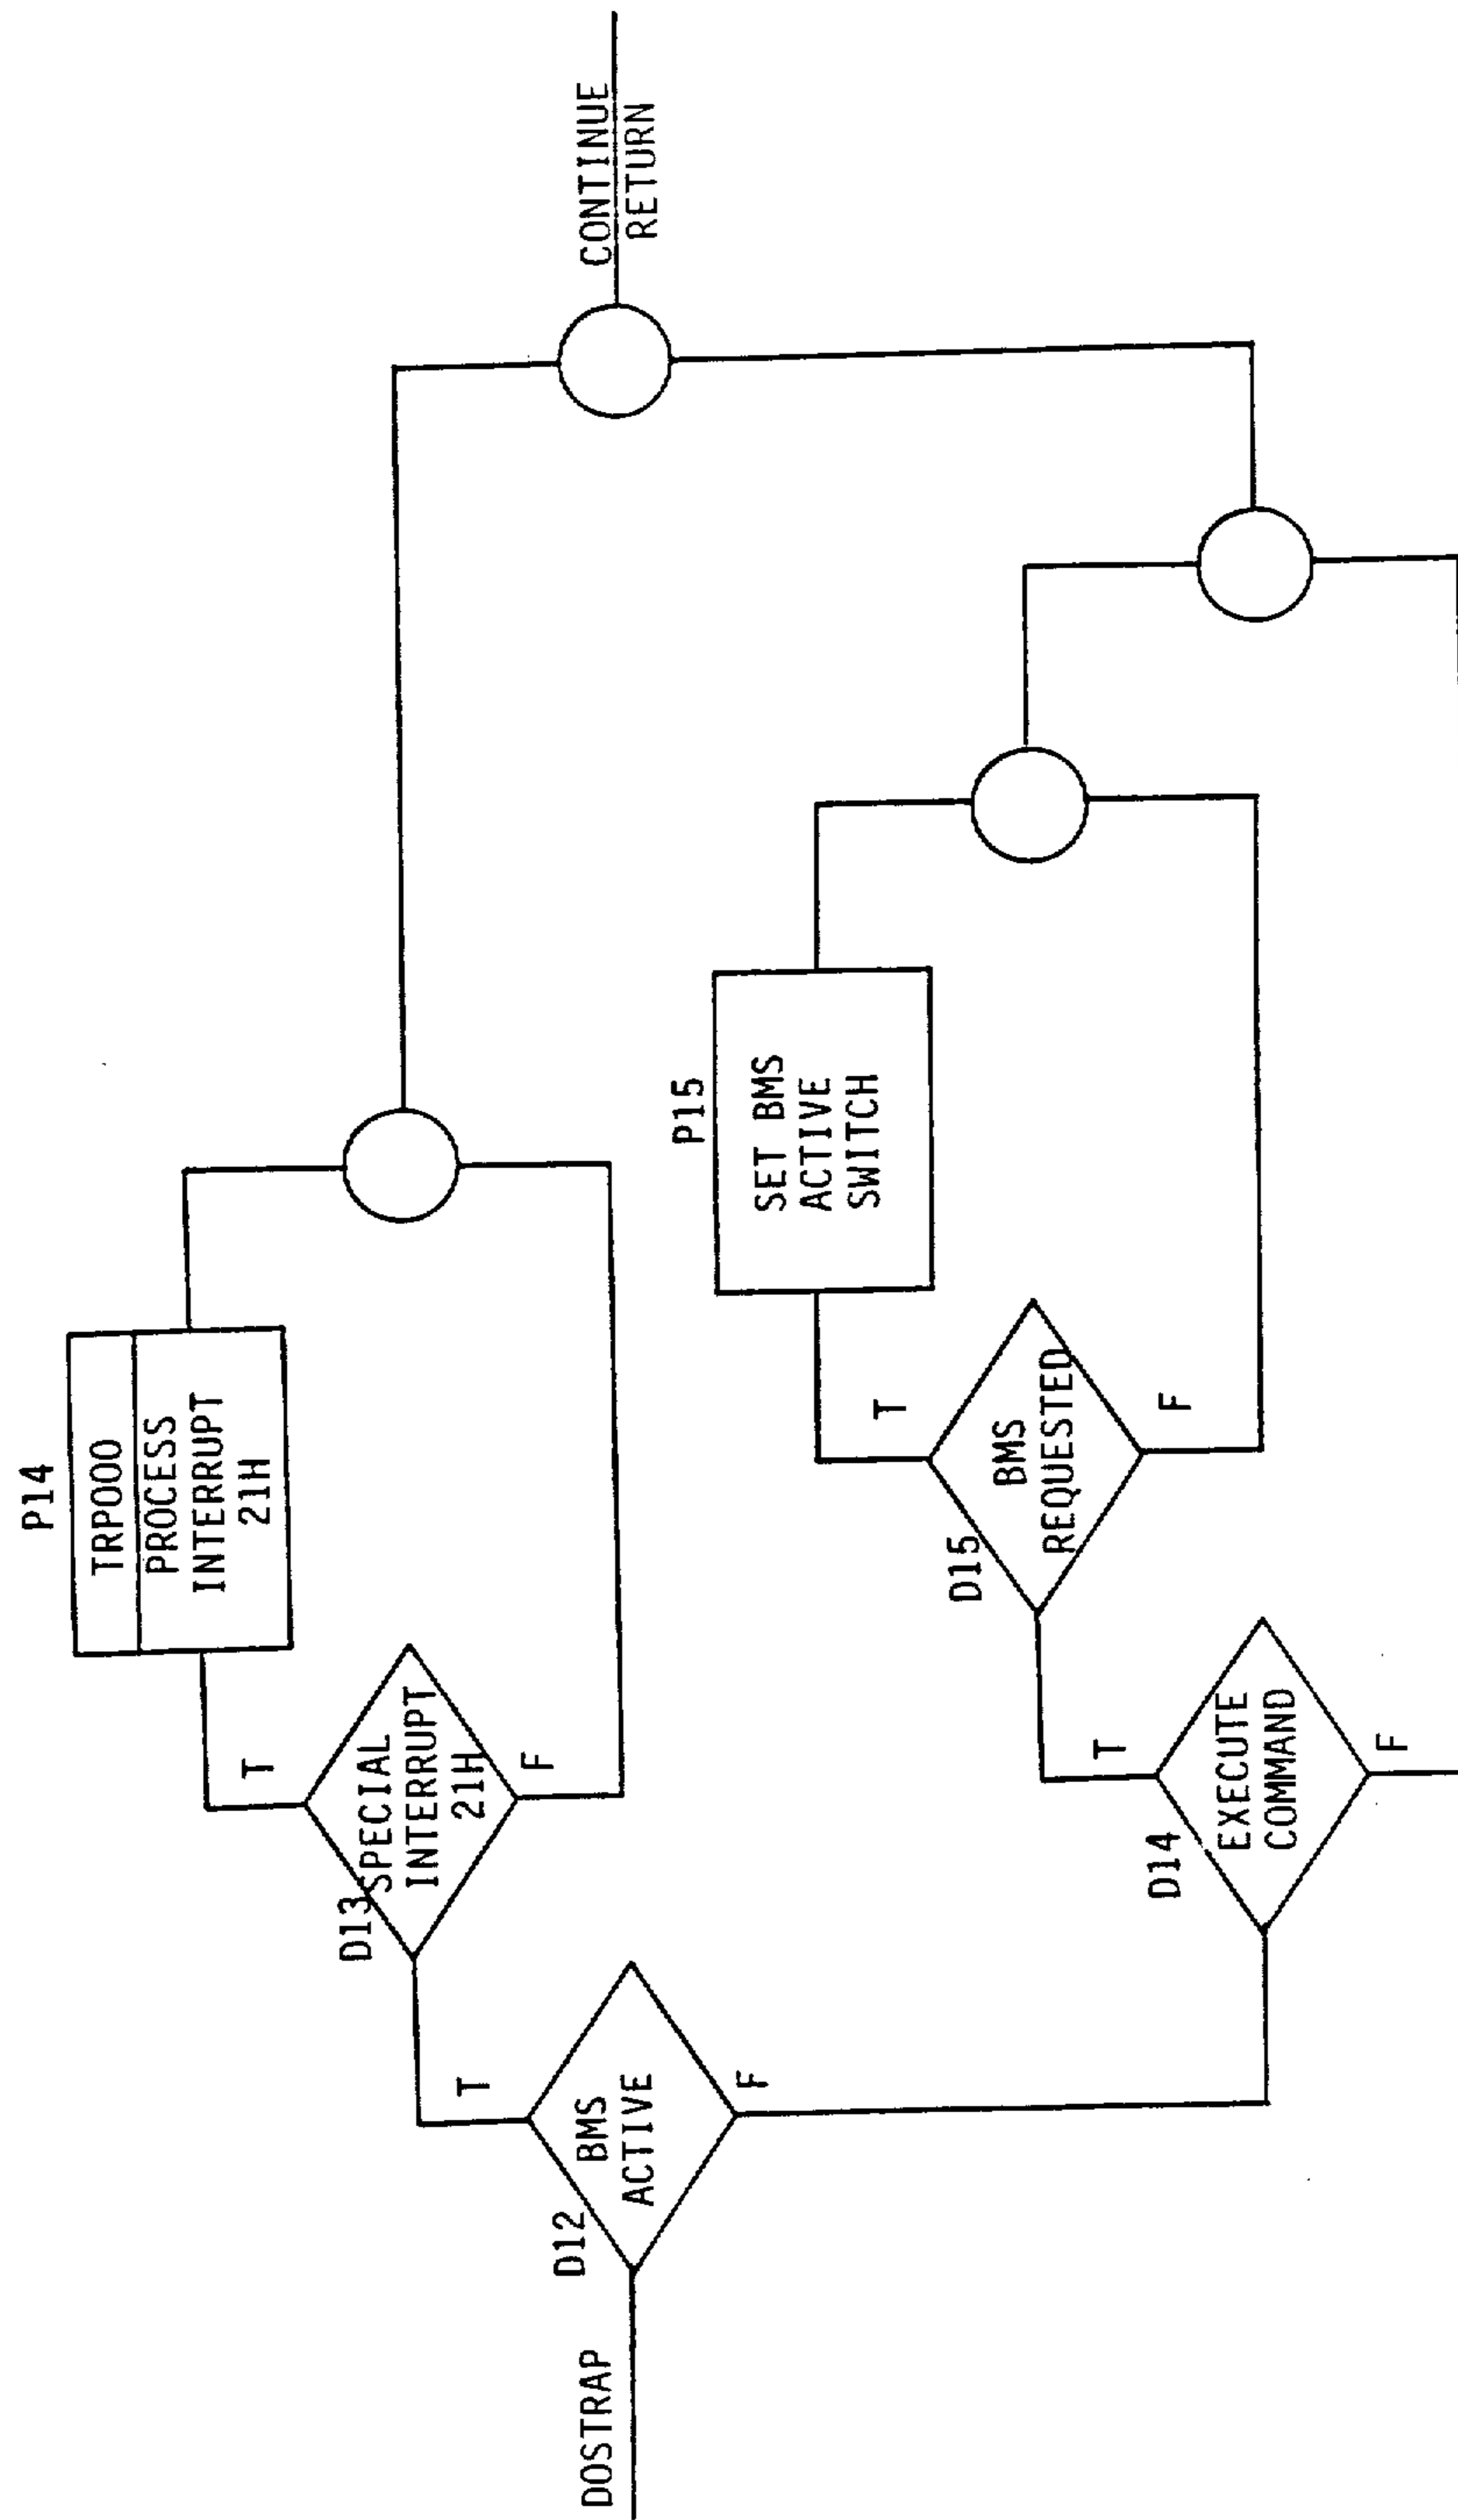 DOSTRAP
D12
BMS
ACTIVE
T
F
D13
SPECIAL
INTERRUPT
21H
T
F
P14
TRP000
PROCESS
INTERRUPT
21H
D14
EXECUTE
COMMAND
T
F
D15
BMS
REQUESTED
T
F
P15
SET BMS
ACTIVE
SWITCH
CONTINUE
RETURN